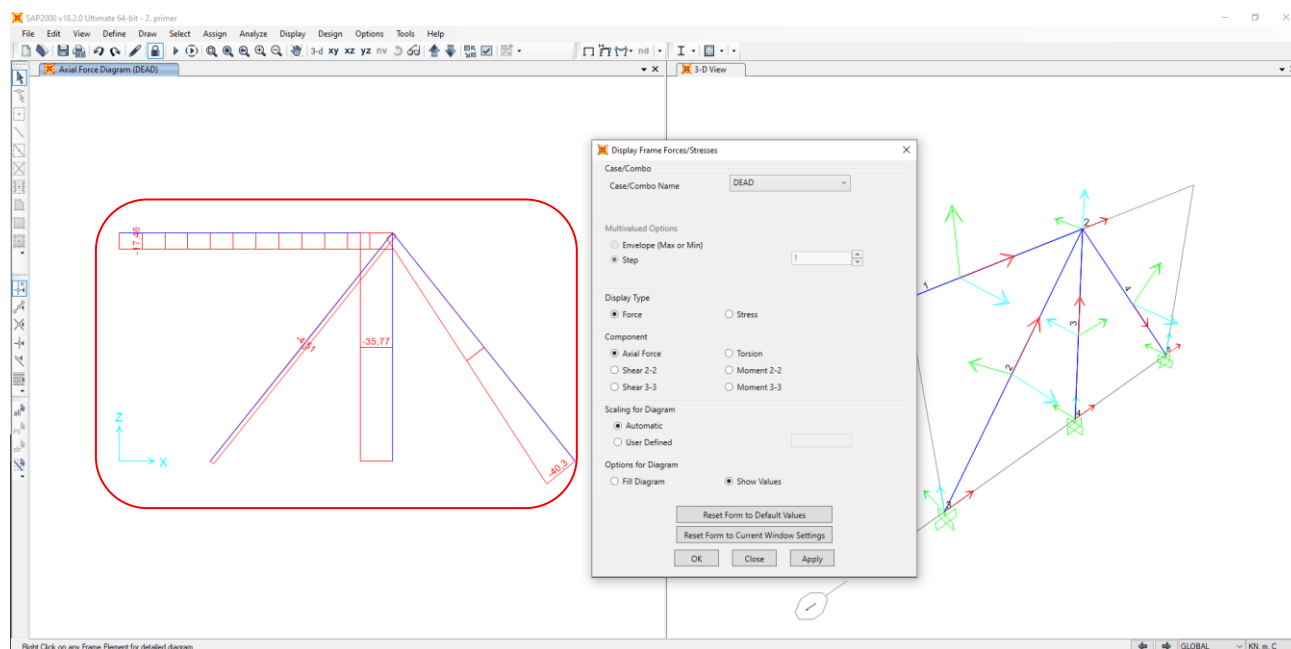 SAP2000 v18.2.0 Ultimate 64-bit - 2. primer
File Edit View Define Draw Select Assign Analyze Display Design Options Tools Help
3-d xy xz yz nv
nd
Axial Force Diagram (DEAD)
3-D View
-17,46
-35,77
-40,3
Z
X
Display Frame Forces/Stresses
Case/Combo
Case/Combo Name
DEAD
Multivalued Options
Envelope (Max or Min)
Step
1
Display Type
Force
Stress
Component
Axial Force
Torsion
Shear 2-2
Moment 2-2
Shear 3-3
Moment 3-3
Scaling for Diagram
Automatic
User Defined
Options for Diagram
Fill Diagram
Show Values
Reset Form to Default Values
Reset Form to Current Window Settings
OK Close Apply
2
1
4
3
2
4
3
Right Click on any Frame Element for detailed diagram
GLOBAL
KN, m, C